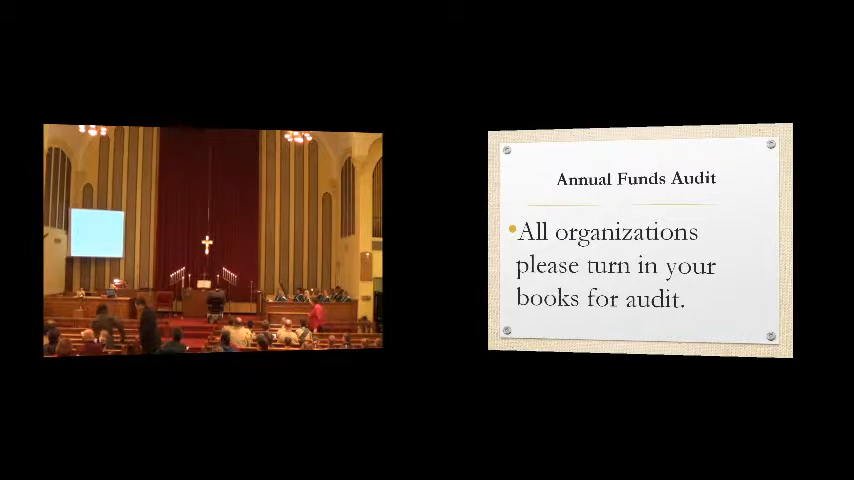 Annual Funds Audit
•All organizations
please turn in your
books for audit.